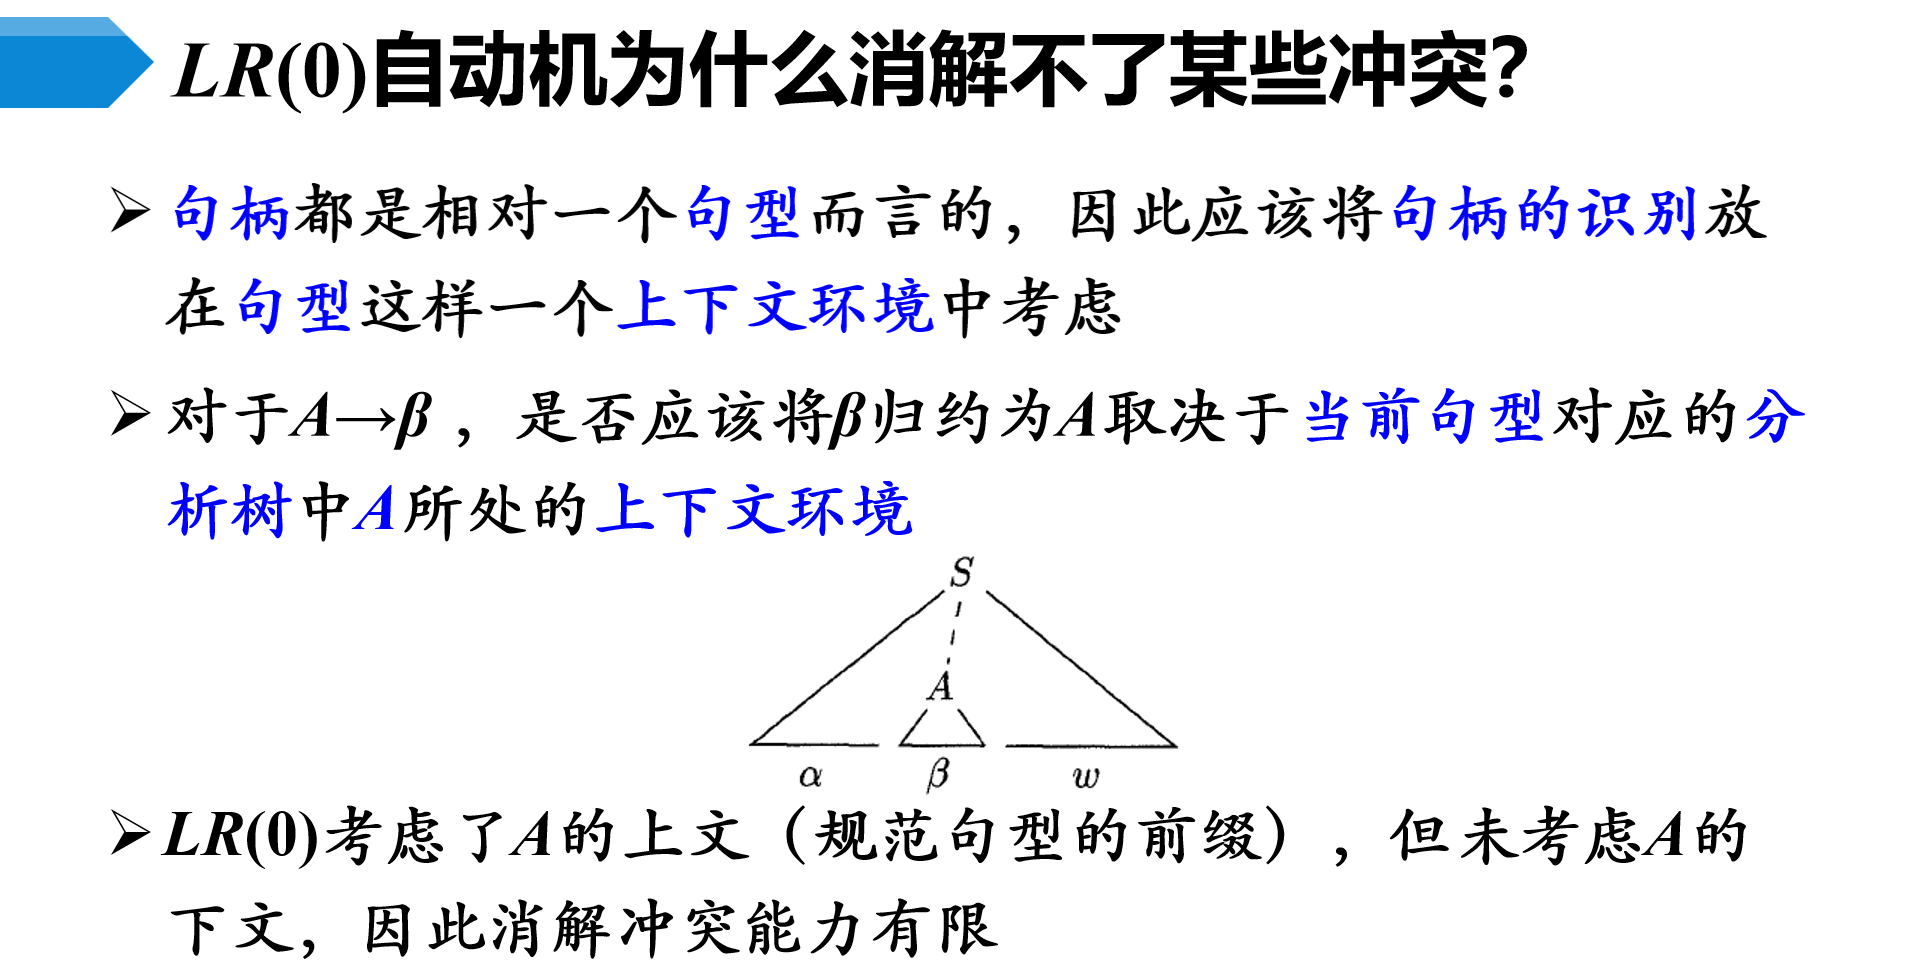 LR(0)自动机为什么消解不了某些冲突？
➢ 句柄都是相对一个句型而言的，因此应该将句柄的识别放
在句型这样一个上下文环境中考虑
➢ 对于A→β ，是否应该将β归约为A取决于当前句型对应的分
析树中A所处的上下文环境
S
A
α β w
➢ LR(0)考虑了A的上文（规范句型的前缀），但未考虑A的
下文，因此消解冲突能力有限